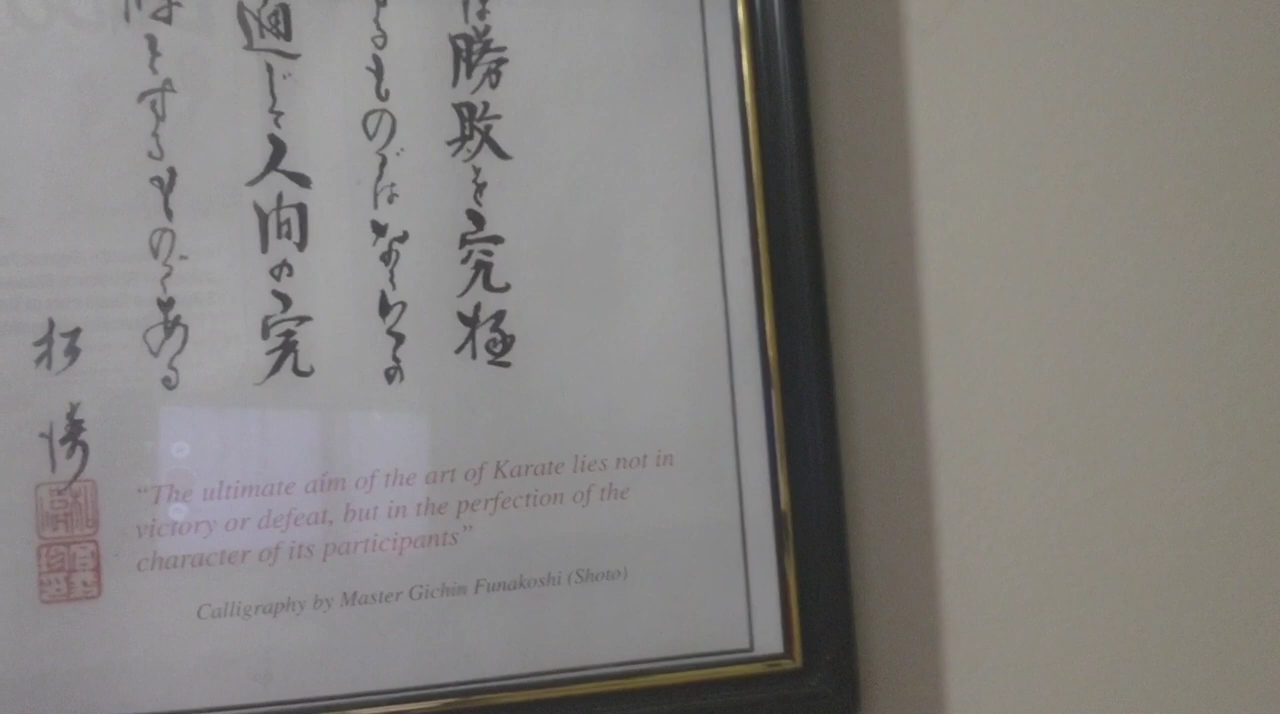 は勝敗を究極
るものではなくその
通じて人間の完
とするものである
松濤
“The ultimate aim of the art of Karate lies not in
victory or defeat, but in the perfection of the
character of its participants”
Calligraphy by Master Gichin Funakoshi (Shoto)